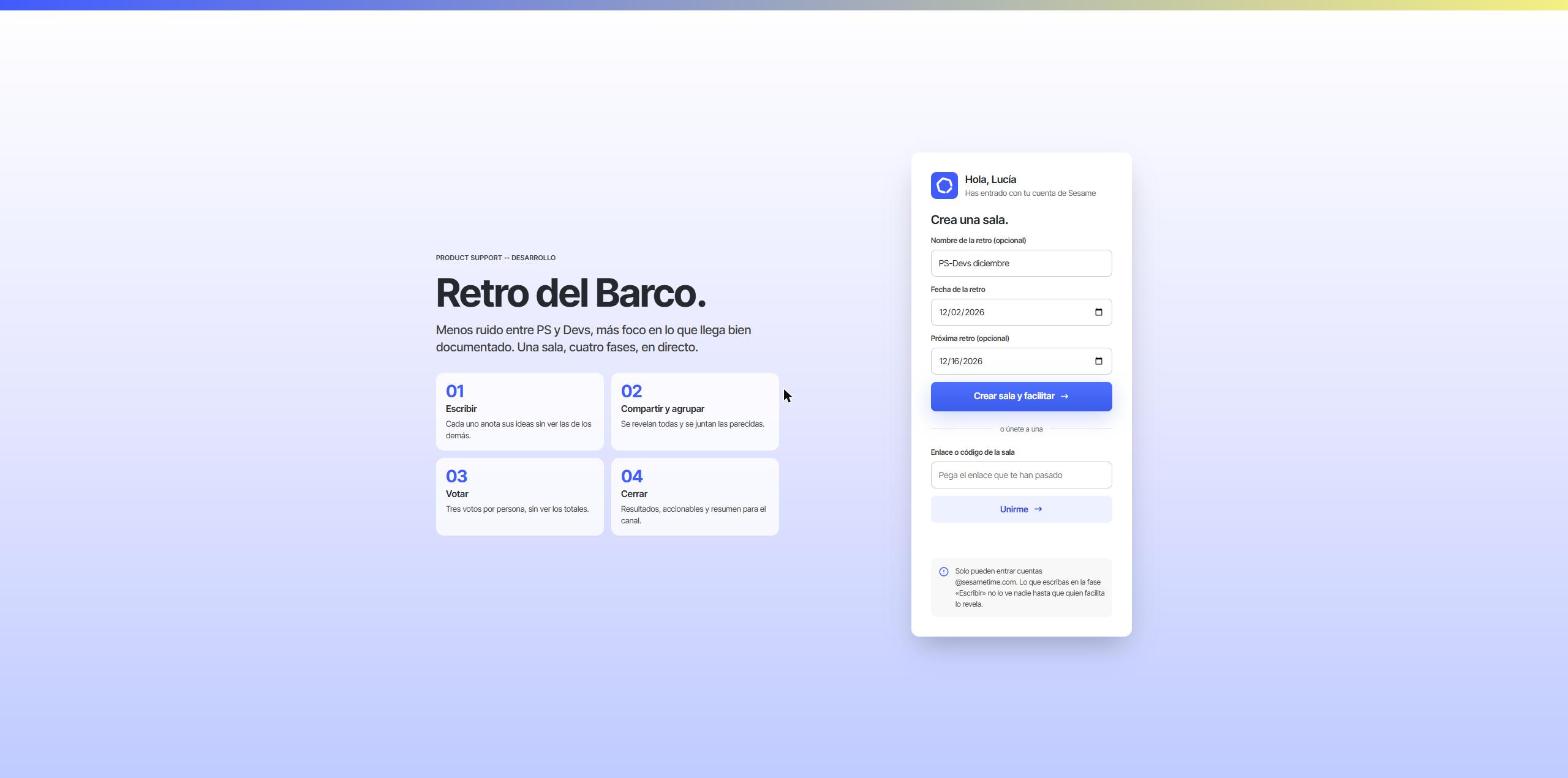 PRODUCT SUPPORT -- DESARROLLO
Retro del Barco.
Menos ruido entre PS y Devs, más foco en lo que llega bien
documentado. Una sala, cuatro fases, en directo.
01
Escribir
Cada uno anota sus ideas sin ver las de los
demás.
02
Compartir y agrupar
Se revelan todas y se juntan las parecidas.
03
Votar
Tres votos por persona, sin ver los totales.
04
Cerrar
Resultados, accionables y resumen para el
canal.
Hola, Lucía
Has entrado con tu cuenta de Sesame
Crea una sala.
Nombre de la retro (opcional)
PS-Devs diciembre
Fecha de la retro
12/02/2026
Próxima retro (opcional)
12/16/2026
Crear sala y facilitar →
o únete a una
Enlace o código de la sala
Pega el enlace que te han pasado
Unirme →
Solo pueden entrar cuentas
@sesametime.com. Lo que escribas en la fase
«Escribir» no lo ve nadie hasta que quien facilita
lo revela.